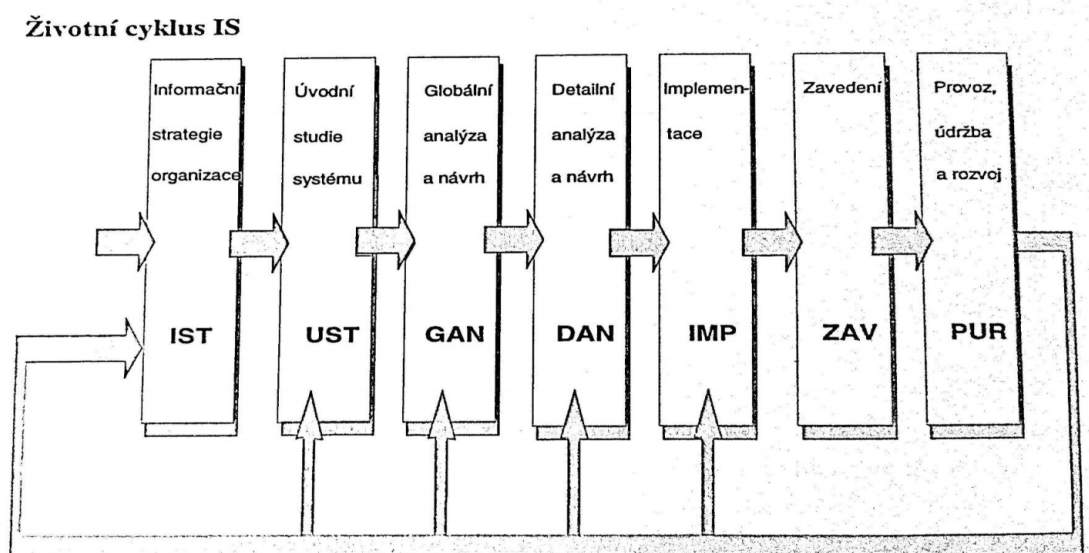 Životní cyklus IS
Informační
strategie
organizace
IST
Úvodní
studie
systému
UST
Globální
analýza
a návrh
GAN
Detailní
analýza
a návrh
DAN
Implemen-
tace
IMP
Zavedení
ZAV
Provoz,
údržba
a rozvoj
PUR